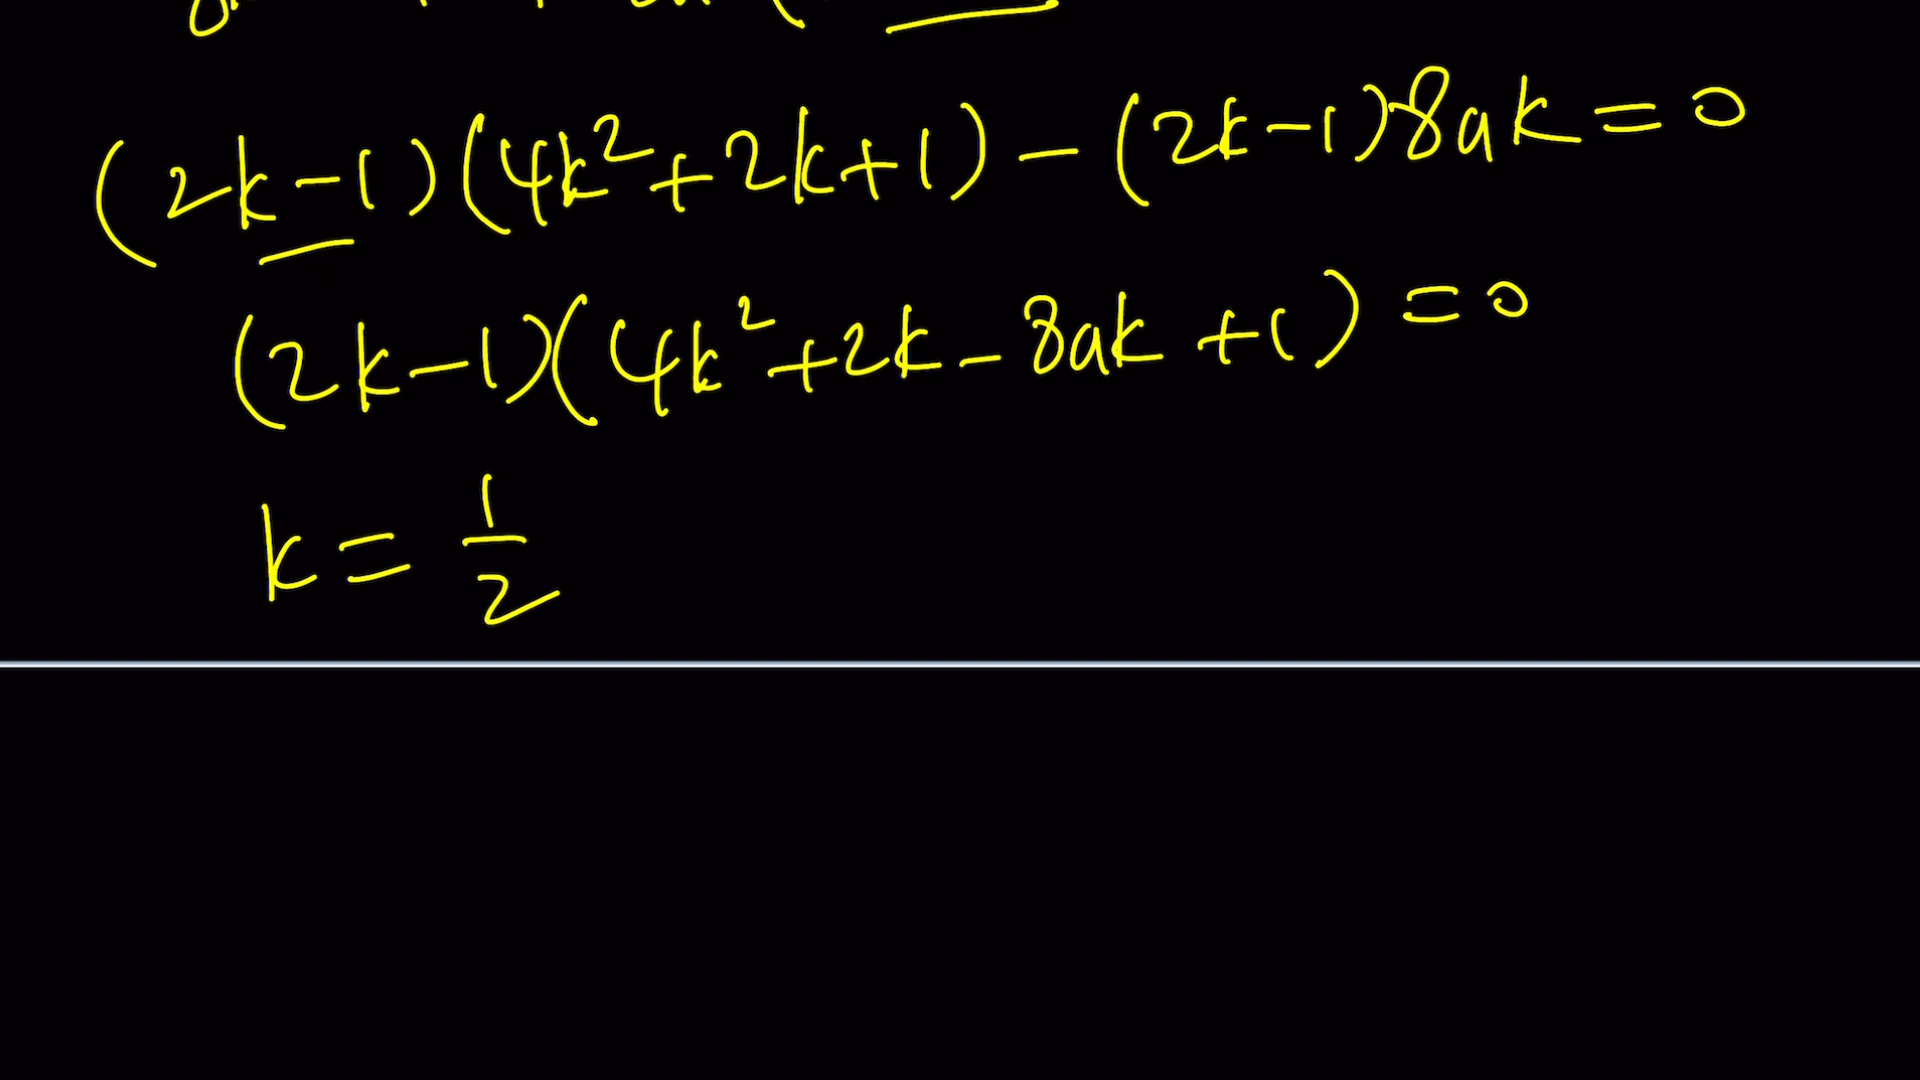 (2k-1)(4k²+2k+1) - (2k-1)8ak = 0
(2k-1)(4k²+2k-8ak+1) = 0
k = 1/2